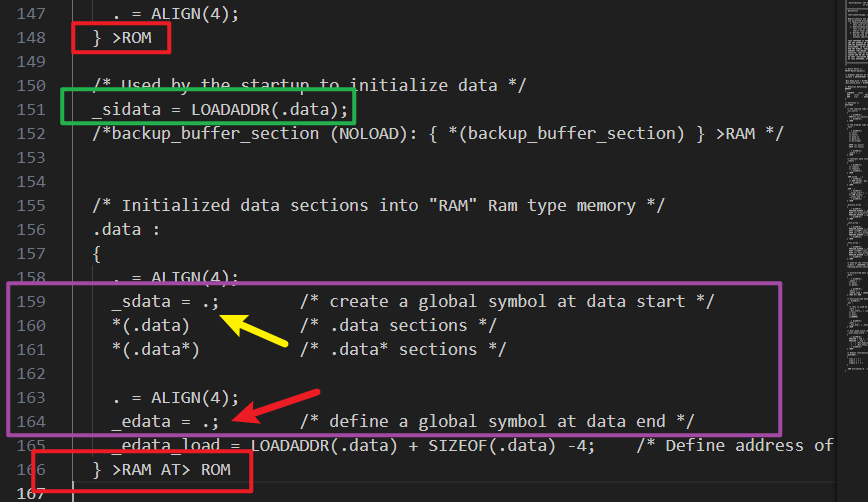 147 . = ALIGN(4);
148 } >ROM
149
150 /* Used by the startup to initialize data */
151 _sidata = LOADADDR(.data);
152 /*backup_buffer_section (NOLOAD): { *(backup_buffer_section) } >RAM */
153
154
155 /* Initialized data sections into "RAM" Ram type memory */
156 .data :
157 {
158 . = ALIGN(4);
159 _sdata = .; /* create a global symbol at data start */
160 *(.data) /* .data sections */
161 *(.data*) /* .data* sections */
162
163 . = ALIGN(4);
164 _edata = .; /* define a global symbol at data end */
165 _edata_load = LOADADDR(.data) + SIZEOF(.data) -4; /* Define address of
166 } >RAM AT> ROM
167